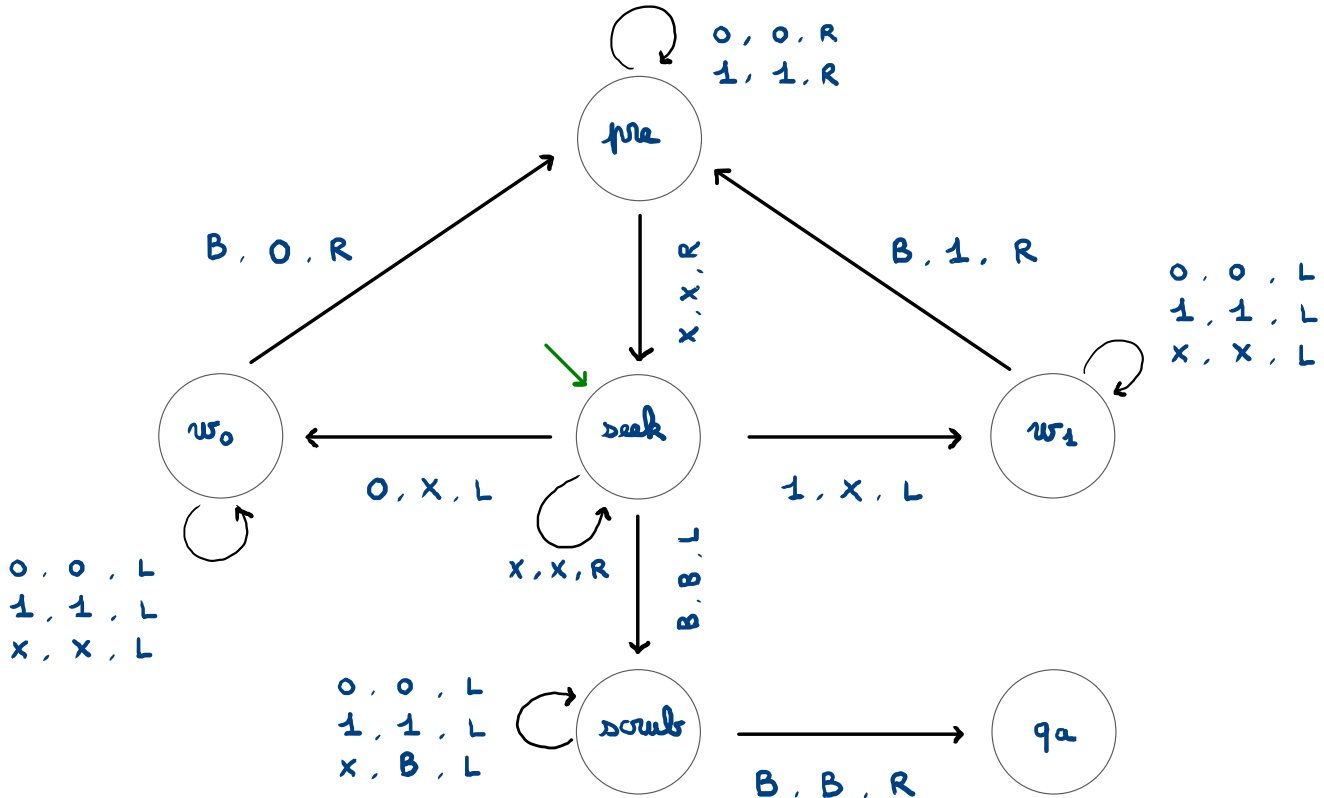 0, 0, R
1, 1, R
pre
B, 0, R
X, X, R
B, 1, R
0, 0, L
1, 1, L
X, X, L
w0
seek
w1
0, X, L
1, X, L
X, X, R
B, B, L
0, 0, L
1, 1, L
X, X, L
0, 0, L
1, 1, L
X, B, L
scrub
qa
B, B, R